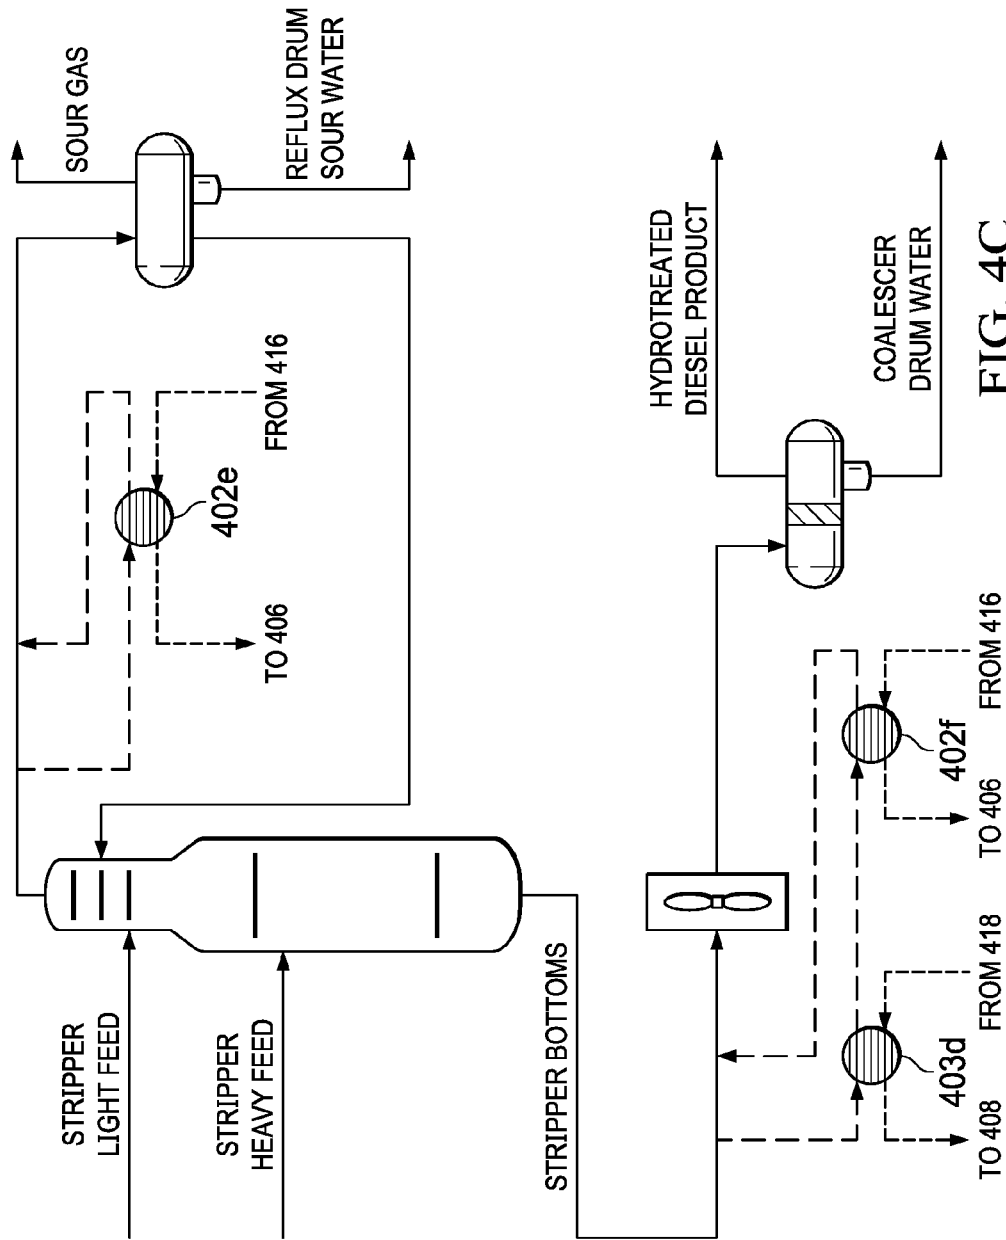 SOUR GAS
REFLUX DRUM
SOUR WATER
FROM 416
402e
TO 406
STRIPPER
LIGHT FEED
STRIPPER
HEAVY FEED
STRIPPER BOTTOMS
HYDROTREATED
DIESEL PRODUCT
COALESCER
DRUM WATER
FROM 416
402f
TO 406
FROM 418
403d
TO 408
FIG. 4C